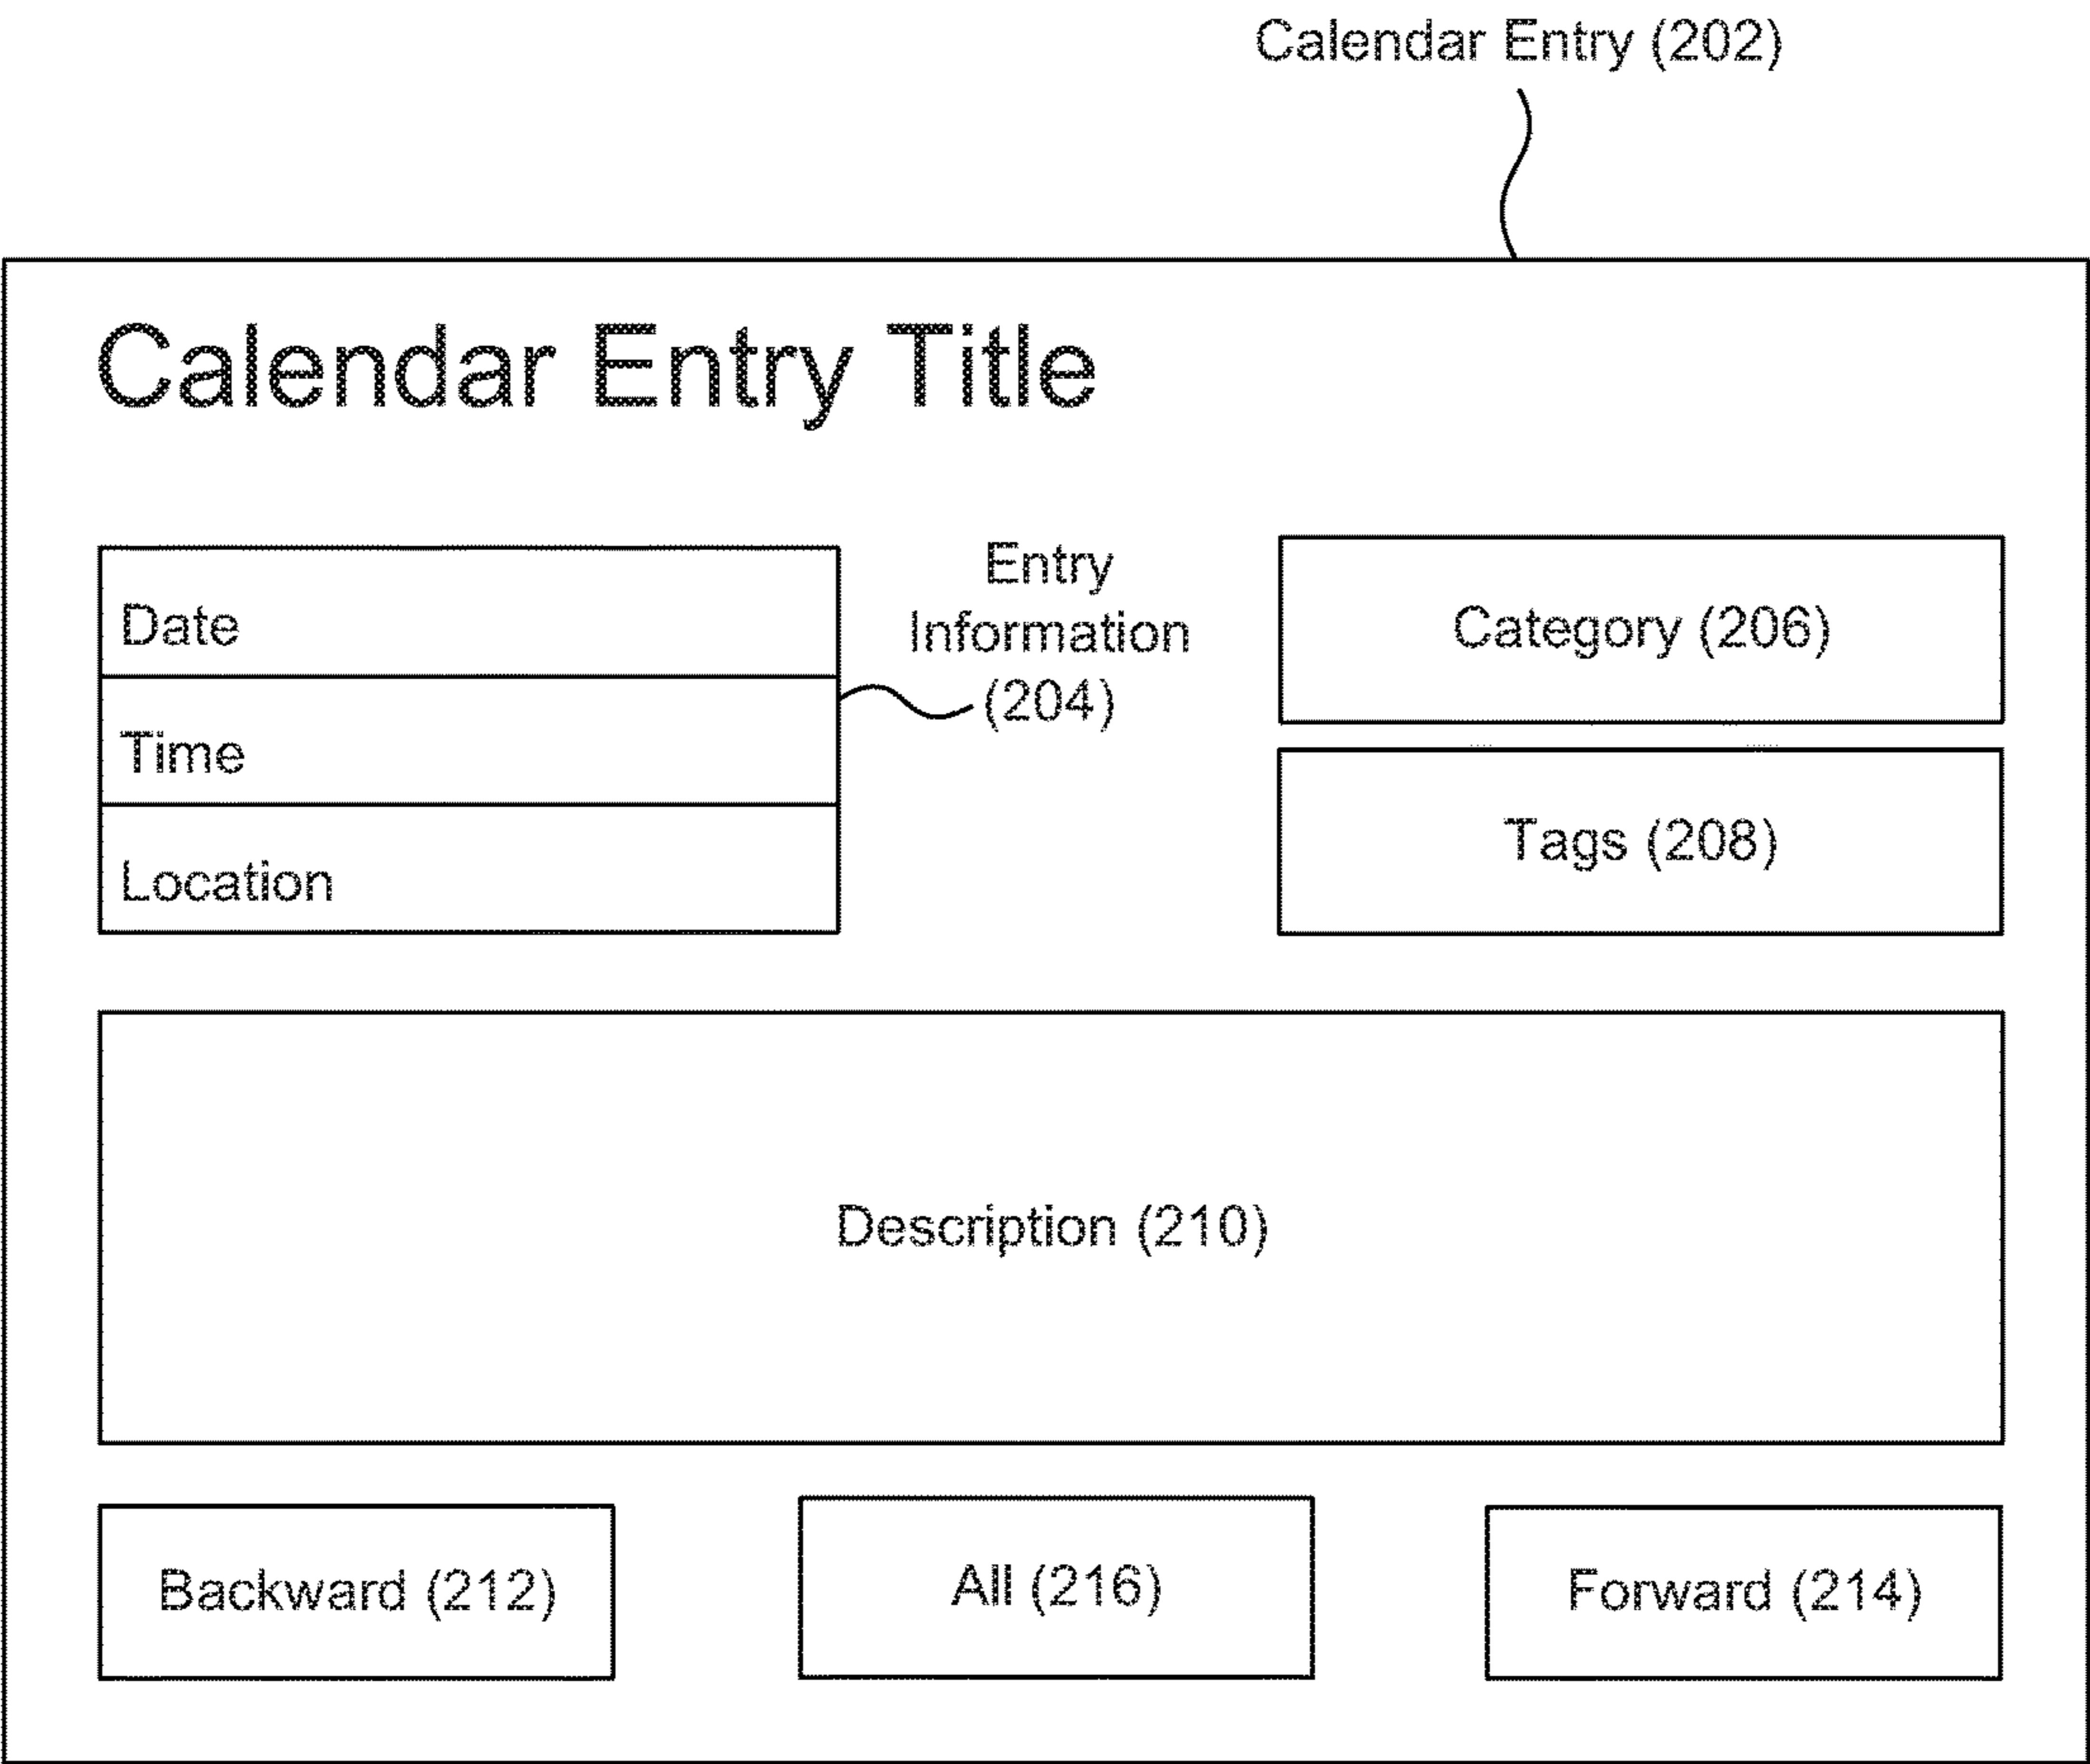 Calendar Entry (202)
Calendar Entry Title
Date
Time
Location
Entry
Information
(204)
Category (206)
Tags (208)
Description (210)
Backward (212)
All (216)
Forward (214)